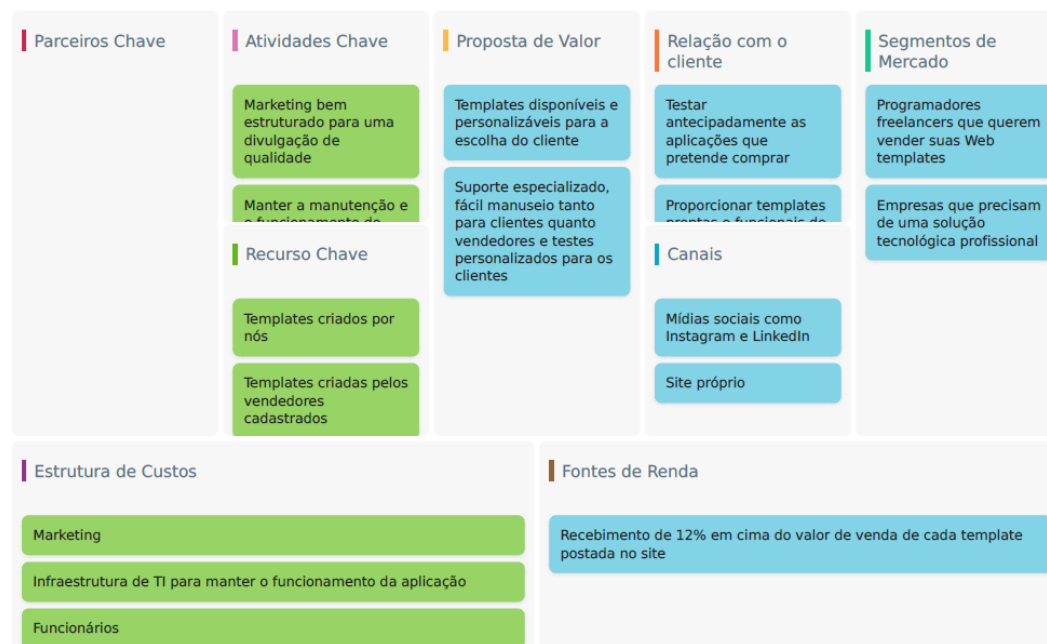 Parceiros Chave
Atividades Chave
Marketing bem
estruturado para uma
divulgação de
qualidade
Manter a manutenção e
o funcionamento do
Recurso Chave
Templates criados por
nós
Templates criadas pelos
vendedores
cadastrados
Proposta de Valor
Templates disponíveis e
personalizáveis para a
escolha do cliente
Suporte especializado,
fácil manuseio tanto
para clientes quanto
vendedores e testes
personalizados para os
clientes
Relação com o
cliente
Testar
antecipadamente as
aplicações que
pretende comprar
Proporcionar templates
prontas e funcionais de
Canais
Mídias sociais como
Instagram e LinkedIn
Site próprio
Segmentos de
Mercado
Programadores
freelancers que querem
vender suas Web
templates
Empresas que precisam
de uma solução
tecnológica profissional
Estrutura de Custos
Marketing
Infraestrutura de TI para manter o funcionamento da aplicação
Funcionários
Fontes de Renda
Recebimento de 12% em cima do valor de venda de cada template
postada no site